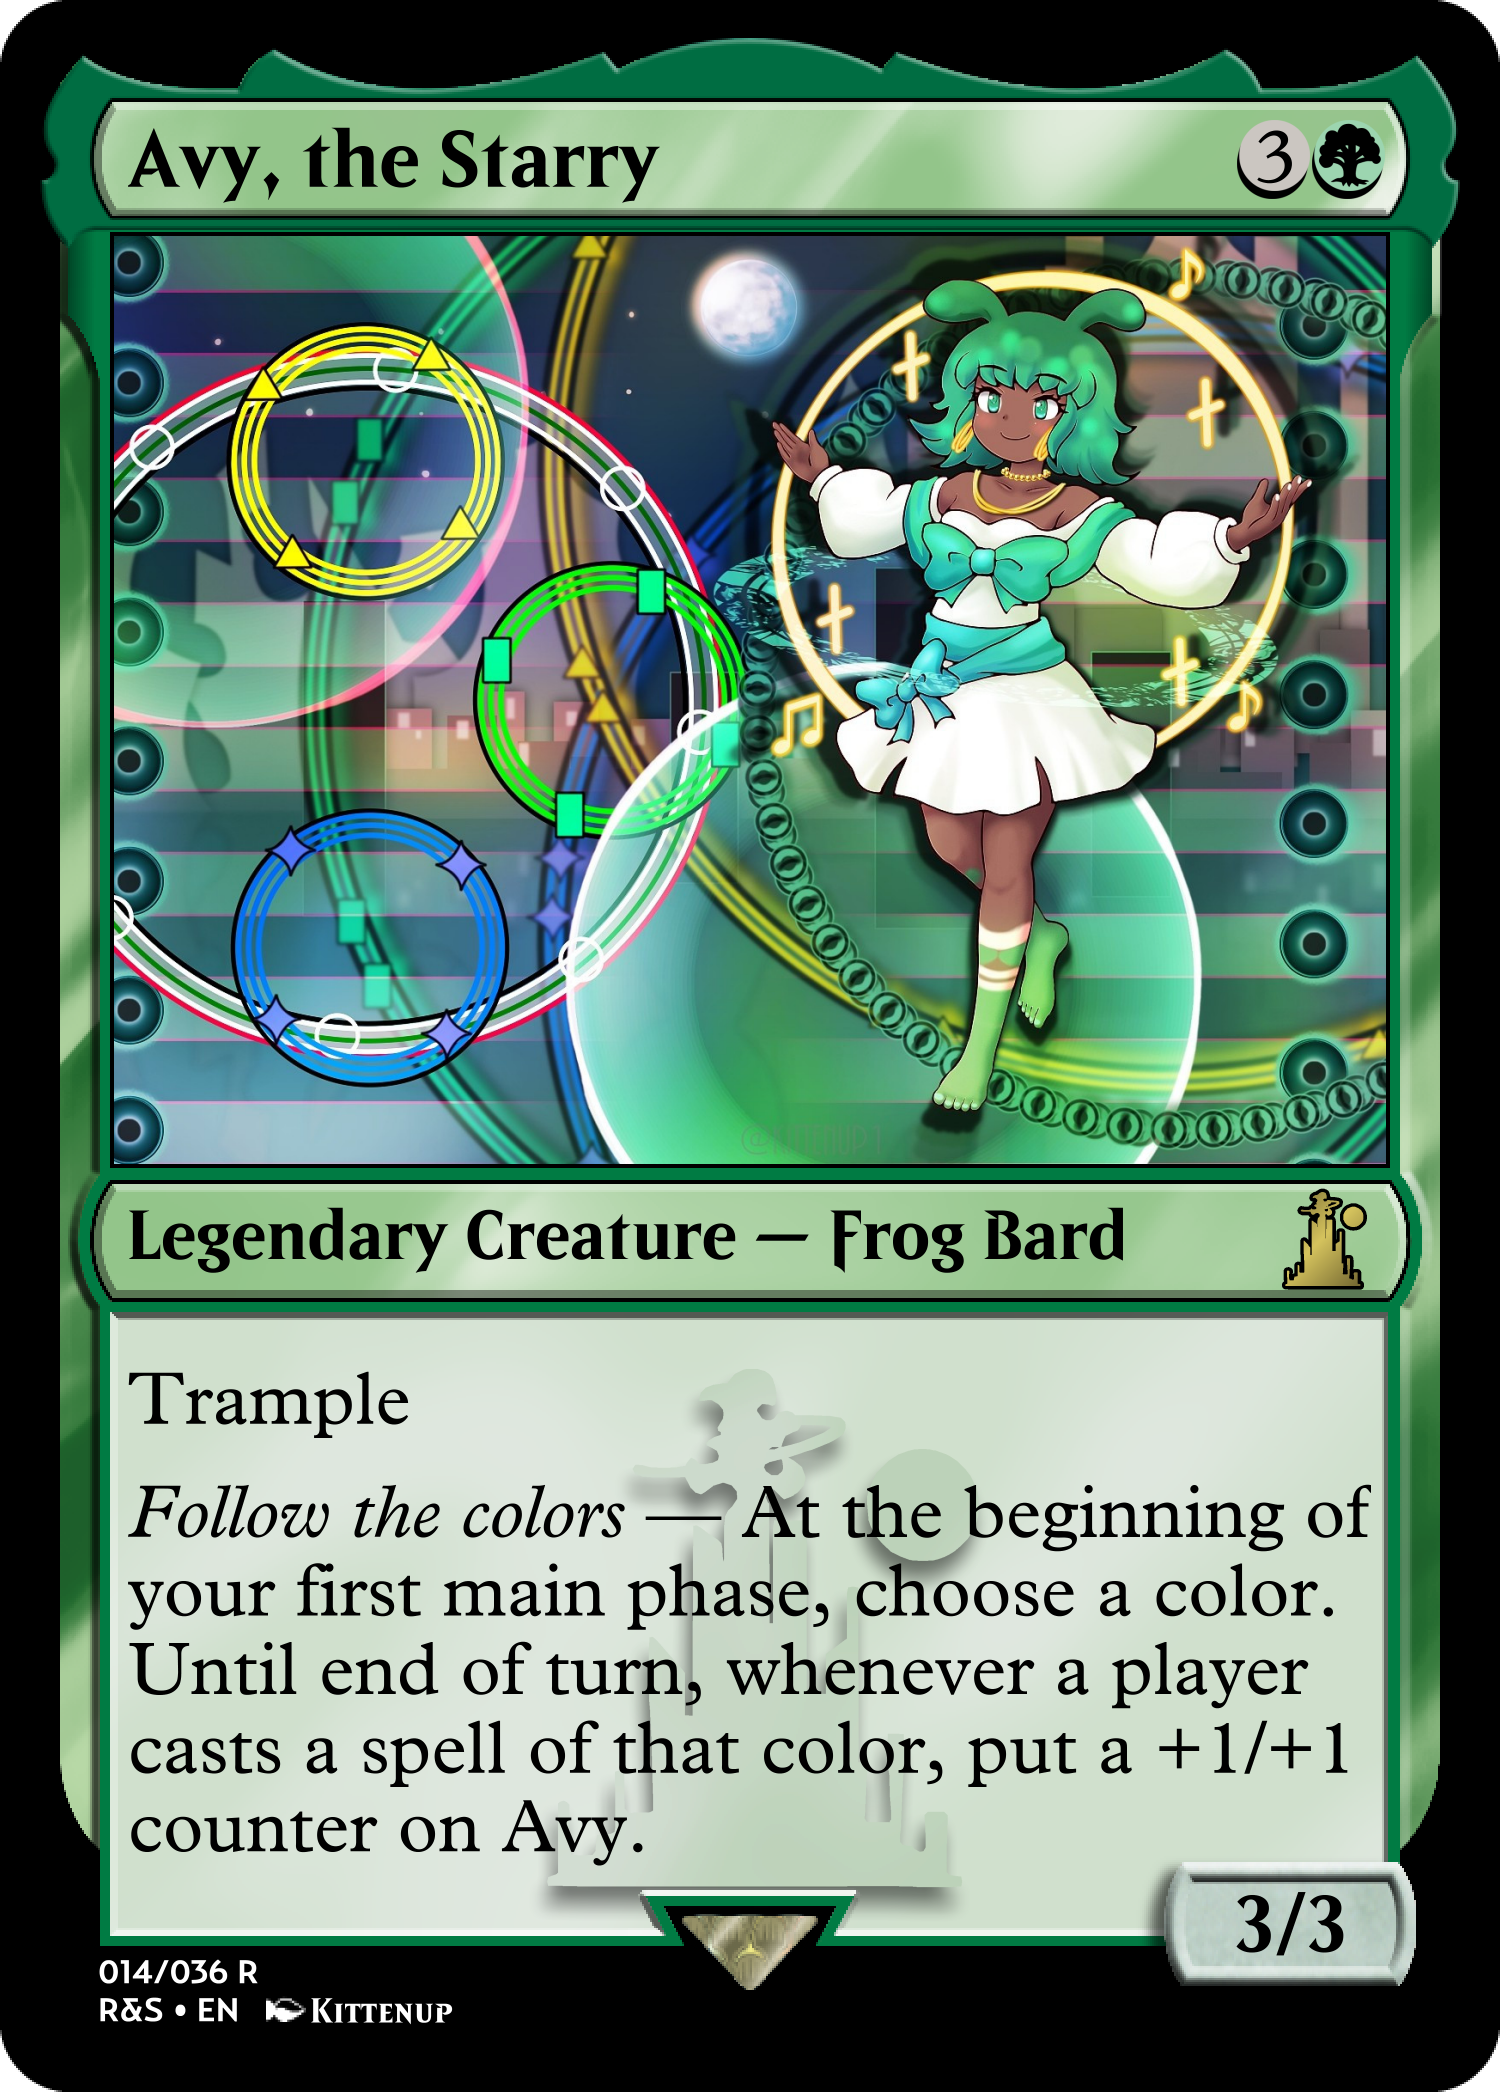 Avy, the Starry 3
@KITTENUP1
Legendary Creature — Frog Bard
Trample
Follow the colors — At the beginning of
your first main phase, choose a color.
Until end of turn, whenever a player
casts a spell of that color, put a +1/+1
counter on Avy.
3/3
014/036 R
R&S • EN KITTENUP